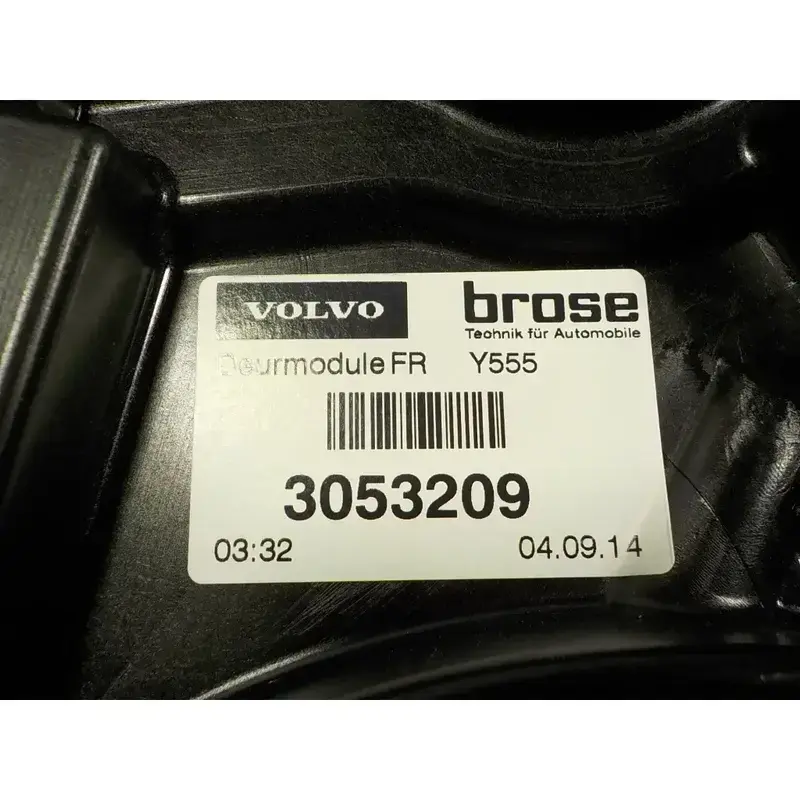 VOLVO brose
Technik für Automobile
Deurmodule FR Y555
3053209
03:32 04.09.14